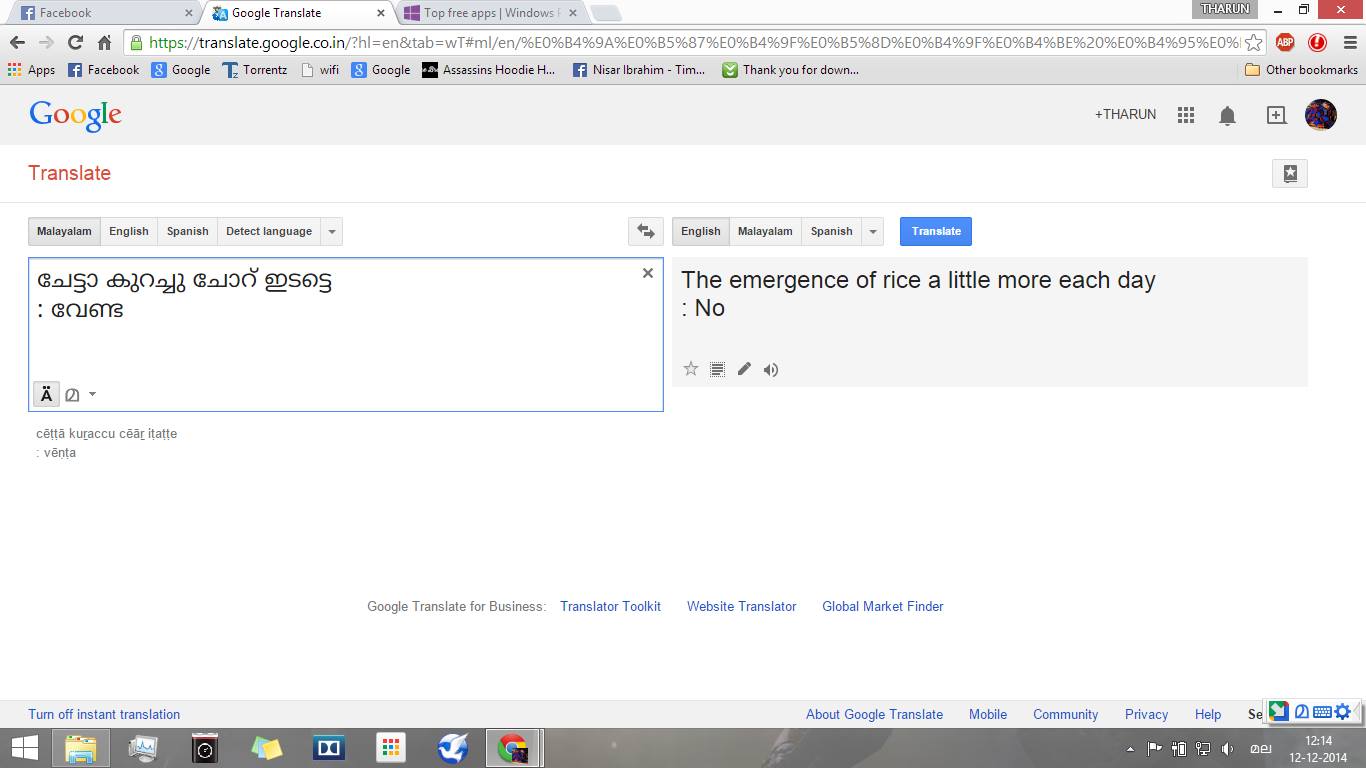 Facebook
Google Translate
Top free apps | Windows
THARUN
https://translate.google.co.in/?hl=en&tab=wT#ml/en/%E0%B4%9A%E0%B5%87%E0%B4%9F%E0%B5%8D%E0%B4%9F%E0%B4%BE%20%E0%B4%95%E0%
ABP
Apps
Facebook
Google
Torrentz
wifi
Google
Assassins Hoodie H...
Nisar Ibrahim - Tim...
Thank you for down...
Other bookmarks
Google
+THARUN
Translate
Malayalam English Spanish Detect language
English Malayalam Spanish Translate
ചേട്ടാ കുറച്ചു ചോറ് ഇടട്ടെ
: വേണ്ട
The emergence of rice a little more each day
: No
Ä
cēṭṭā kuṟaccu cēāṟ iṭaṭṭe
: vēṇṭa
Google Translate for Business: Translator Toolkit Website Translator Global Market Finder
Turn off instant translation
About Google Translate Mobile Community Privacy Help Se
മല
12:14
12-12-2014